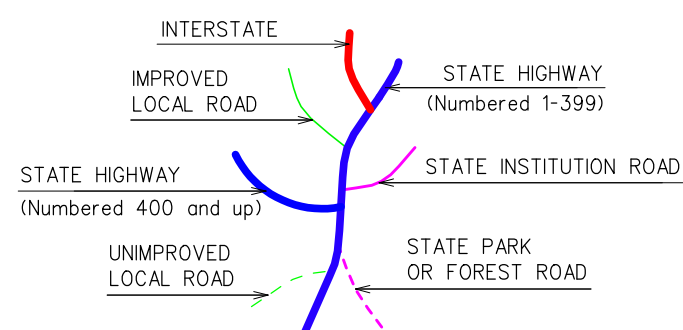 INTERSTATE
STATE HIGHWAY
(Numbered 1-399)
IMPROVED
LOCAL ROAD
STATE INSTITUTION ROAD
STATE HIGHWAY
(Numbered 400 and up)
UNIMPROVED
LOCAL ROAD
STATE PARK
OR FOREST ROAD